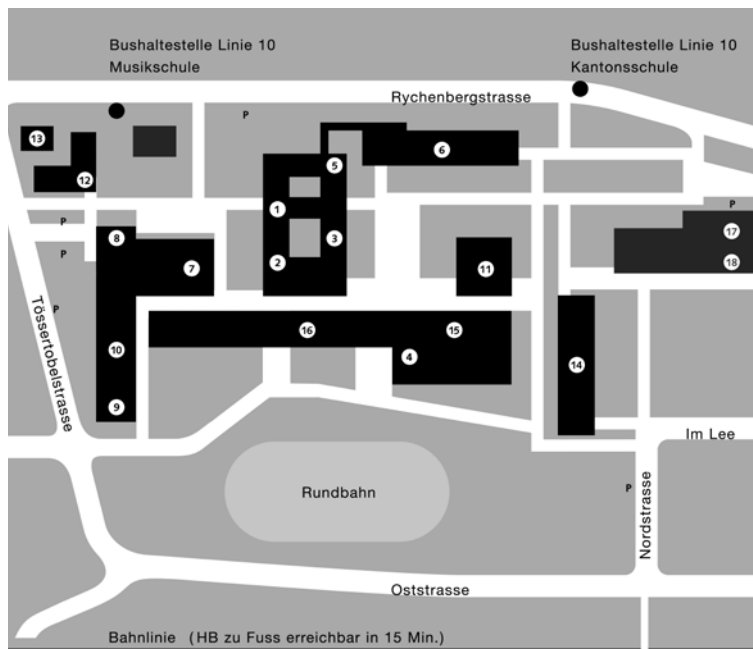 Bushaltestelle Linie 10
Musikschule
Bushaltestelle Linie 10
Kantonsschule
Rychenbergstrasse
P
13
6
5
12
P
1
17
P
8
3
P
7
2
11
18
P
16
15
10
4
14
Tössertobelstrasse
9
Im Lee
Rundbahn
P
Nordstrasse
Oststrasse
Bahnlinie (HB zu Fuss erreichbar in 15 Min.)